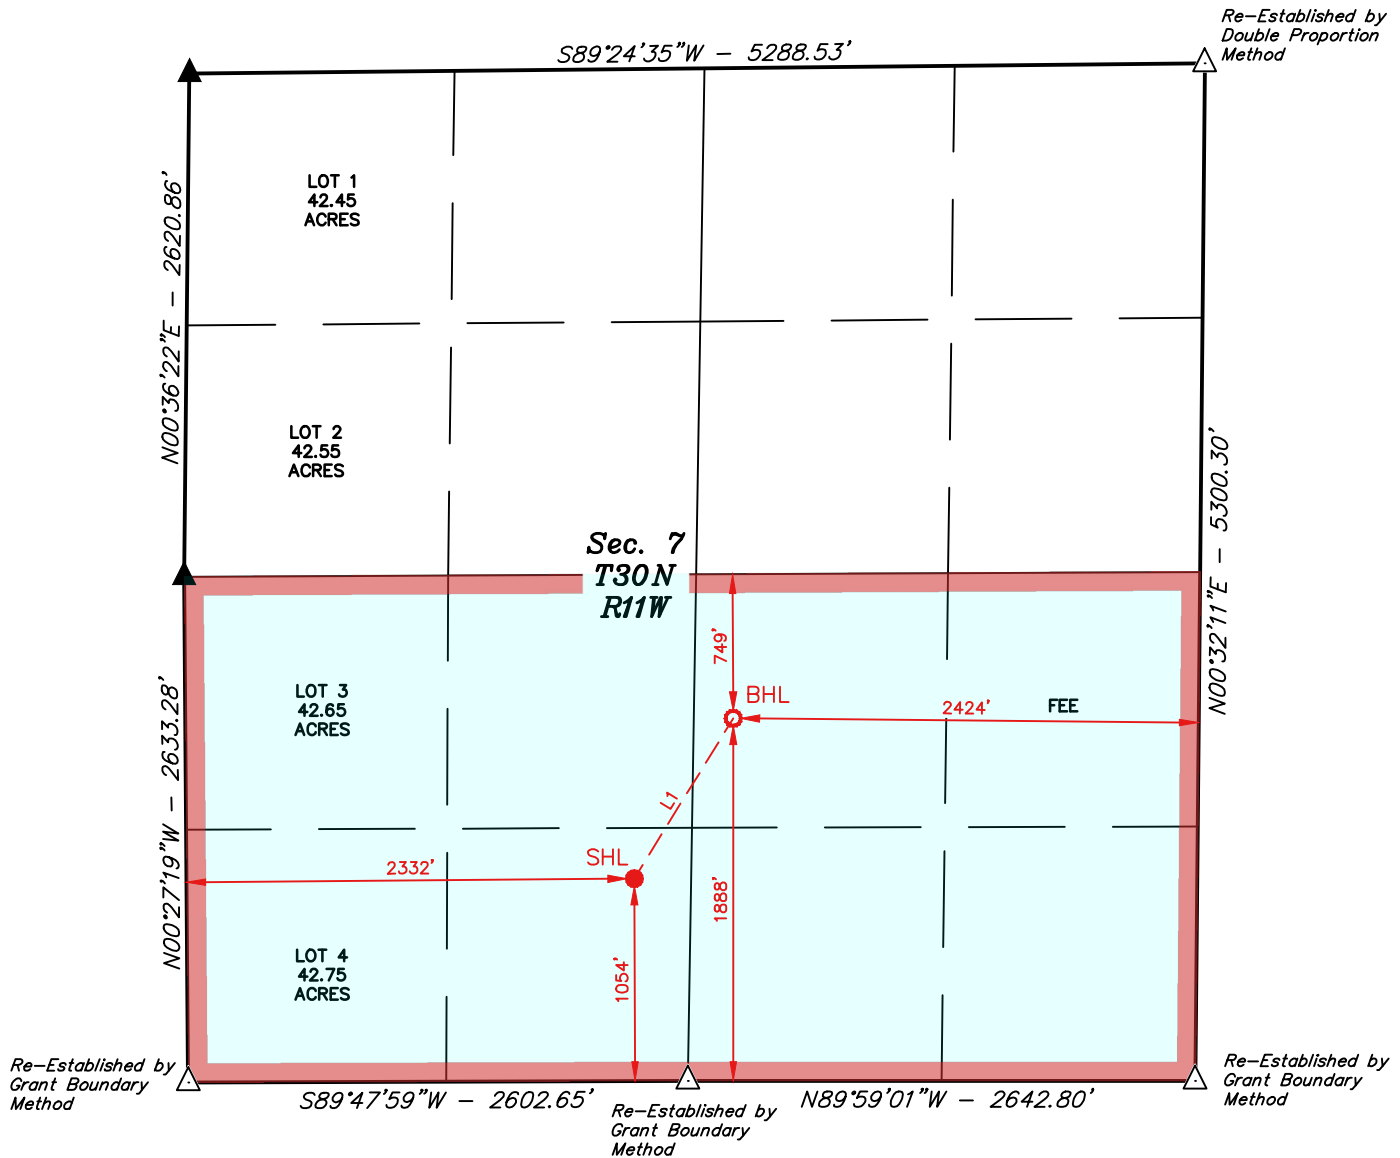 Re-Established by
Double Proportion
Method
S89°24'35"W - 5288.53'
LOT 1
42.45
ACRES
N00°36'22"E - 2620.86'
LOT 2
42.55
ACRES
N00°32'11"E - 5300.30'
Sec. 7
T30N
R11W
749'
BHL
2424'
FEE
LOT 3
42.65
ACRES
N00°27'19"W - 2633.28'
L1
SHL
2332'
1888'
1054'
LOT 4
42.75
ACRES
Re-Established by
Grant Boundary
Method
S89°47'59"W - 2602.65'
Re-Established by
Grant Boundary
Method
N89°59'01"W - 2642.80'
Re-Established by
Grant Boundary
Method